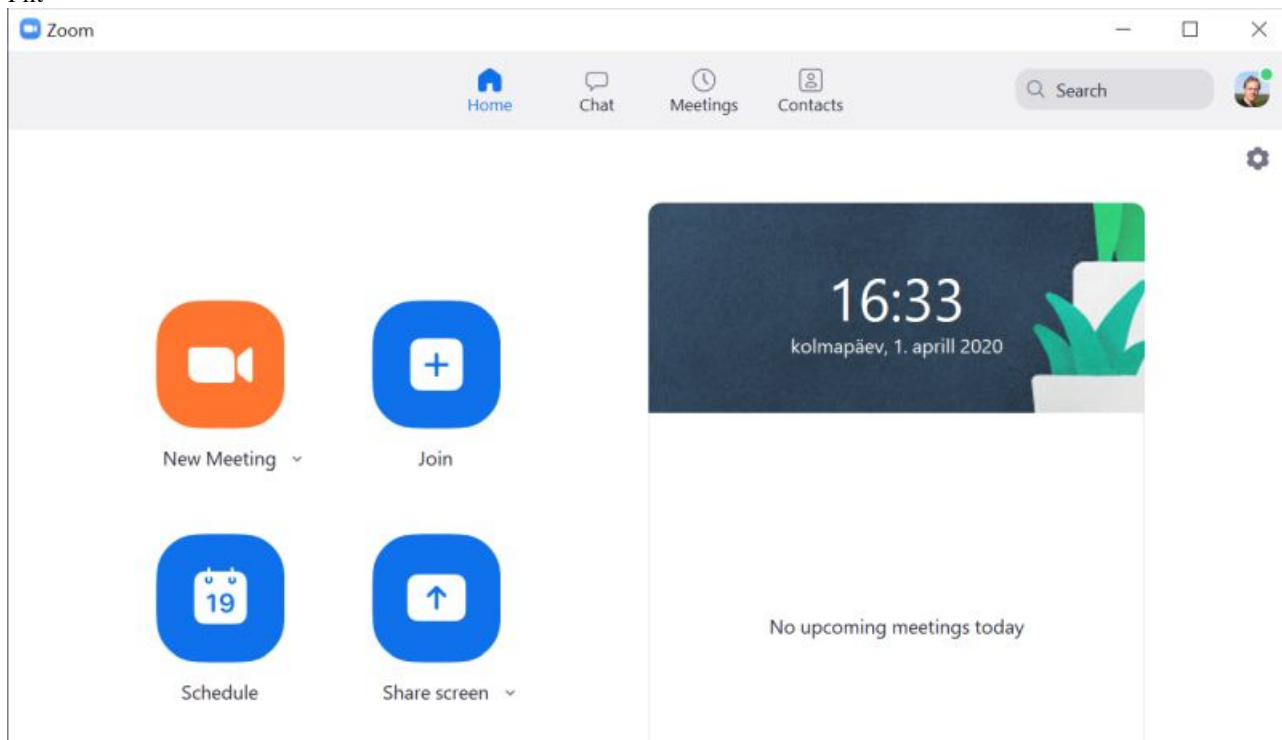 Zoom
Home
Chat
Meetings
Contacts
Search
16:33
kolmapäev, 1. aprill 2020
New Meeting
Join
19
Schedule
Share screen
No upcoming meetings today